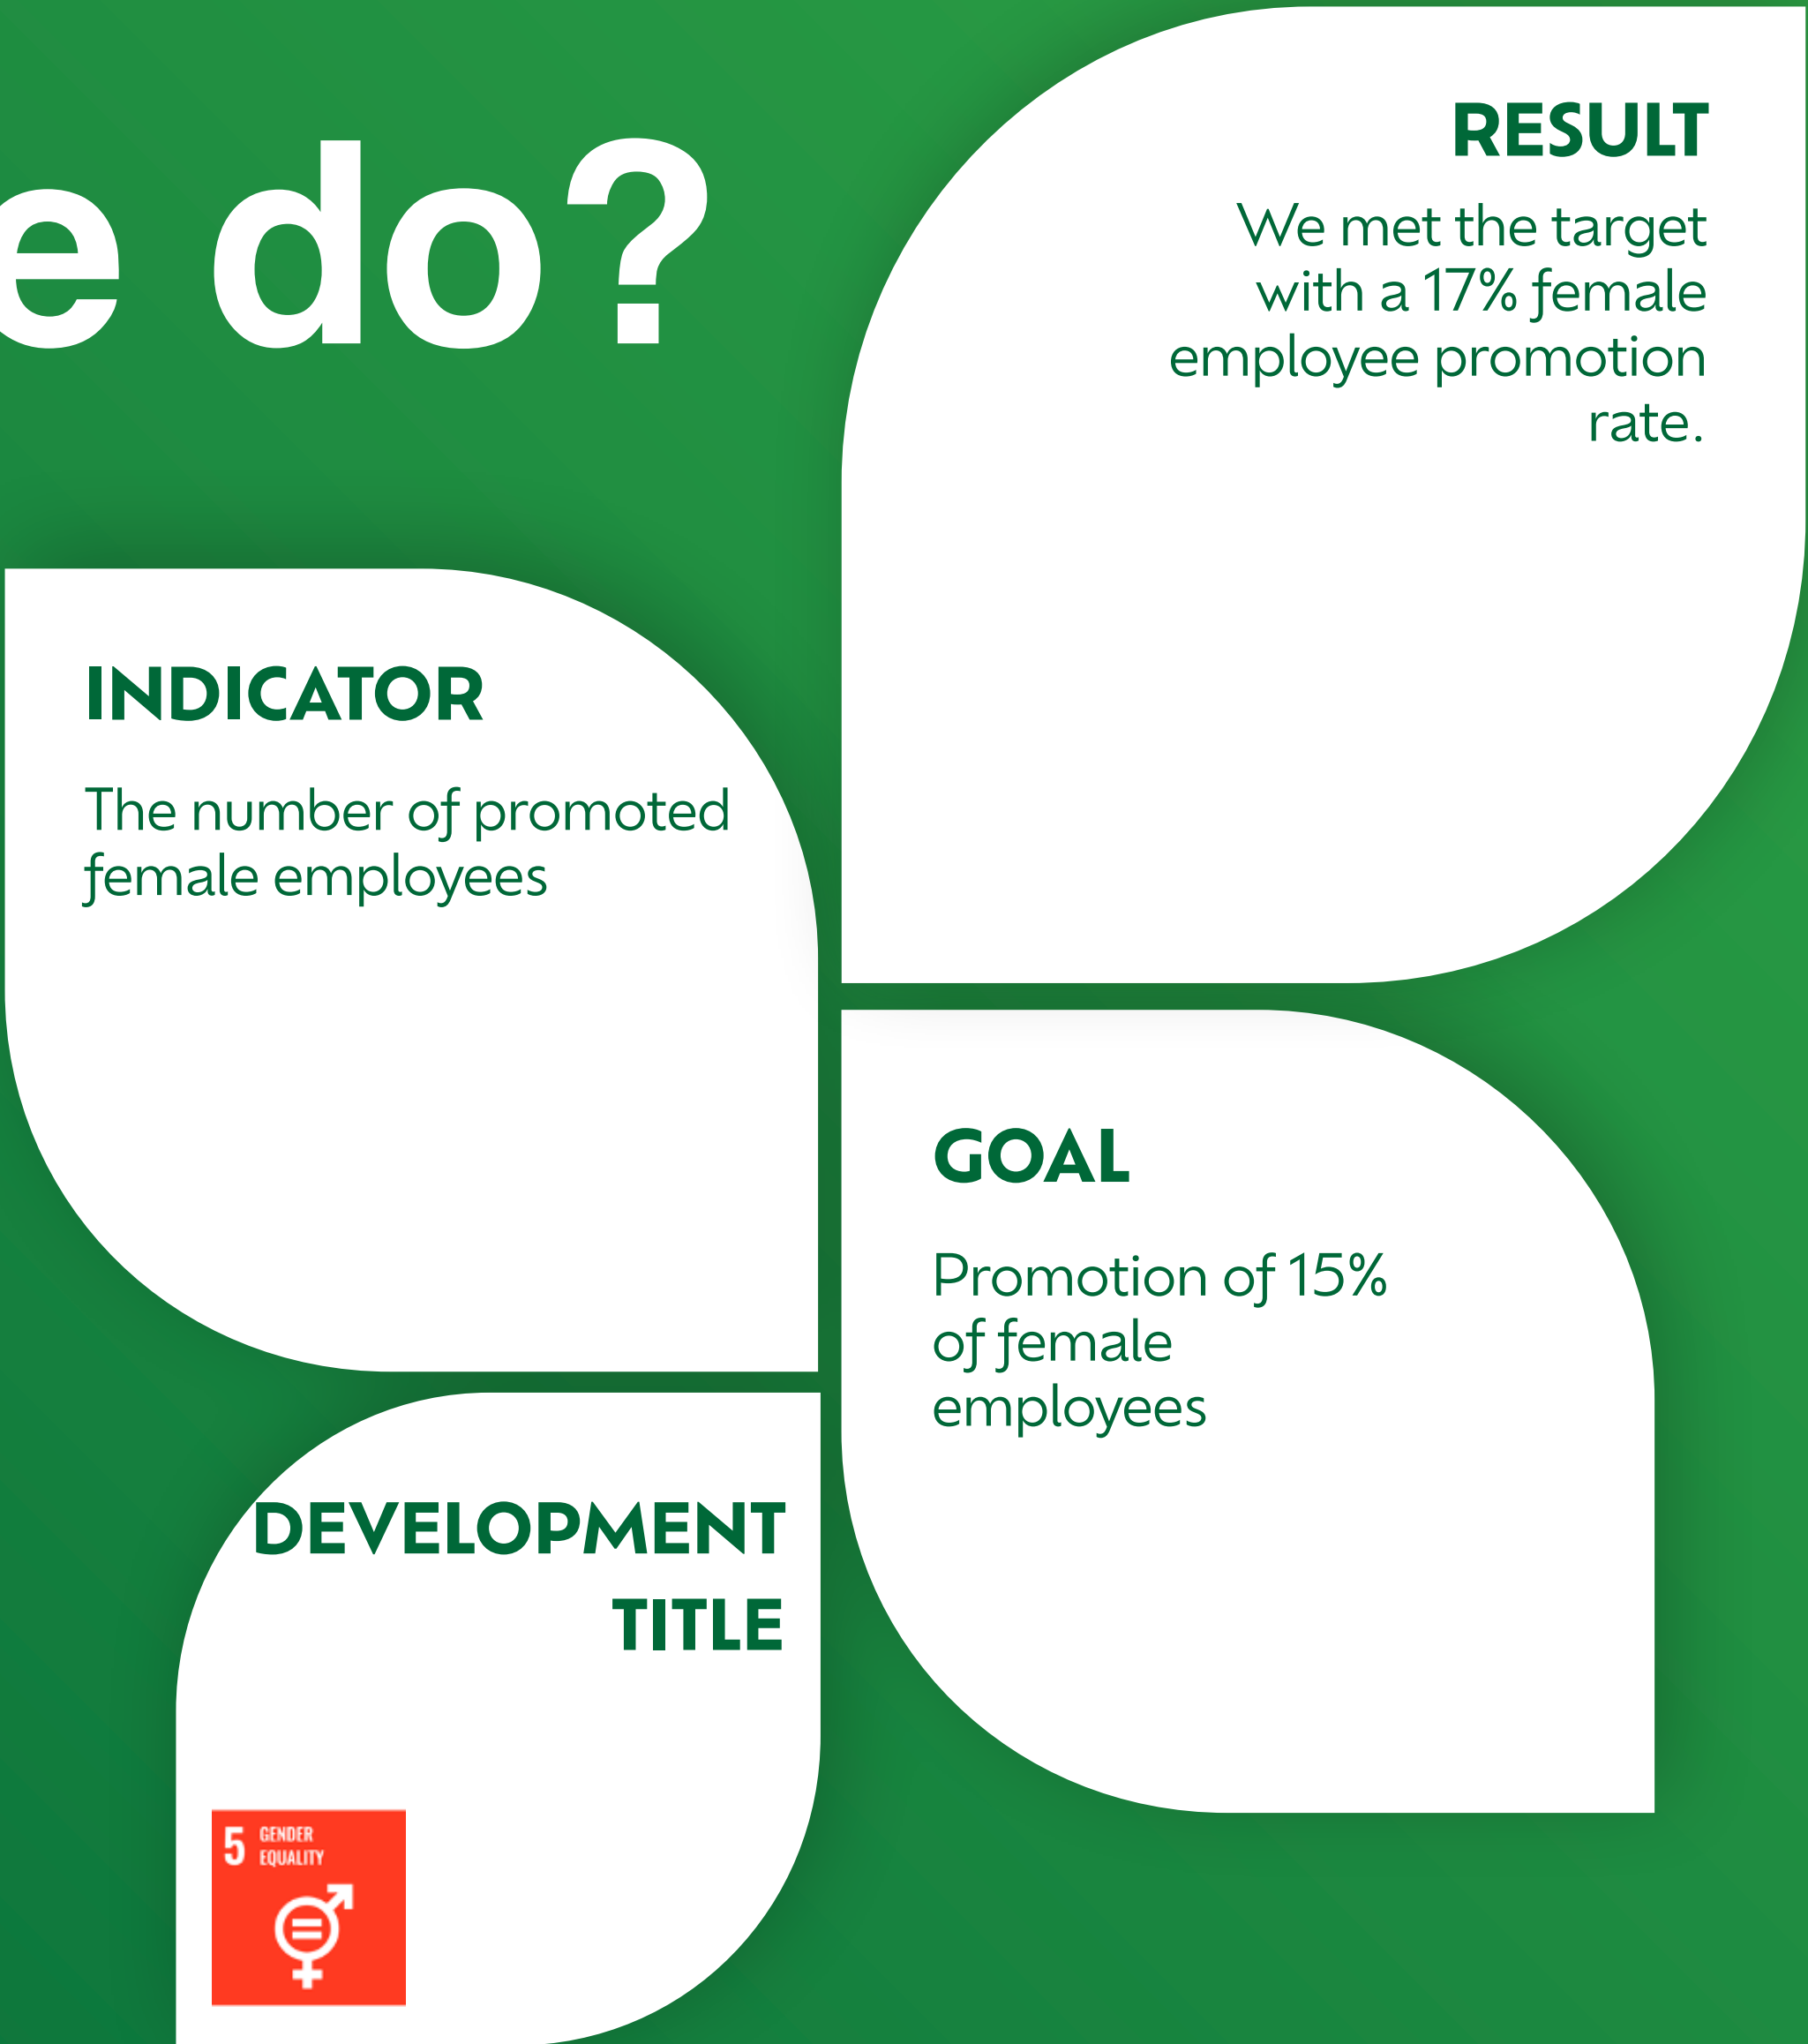 e do?
RESULT
We met the target
with a 17% female
employee promotion
rate.
INDICATOR
The number of promoted
female employees
GOAL
Promotion of 15%
of female
employees
DEVELOPMENT
TITLE
5 GENDER
EQUALITY